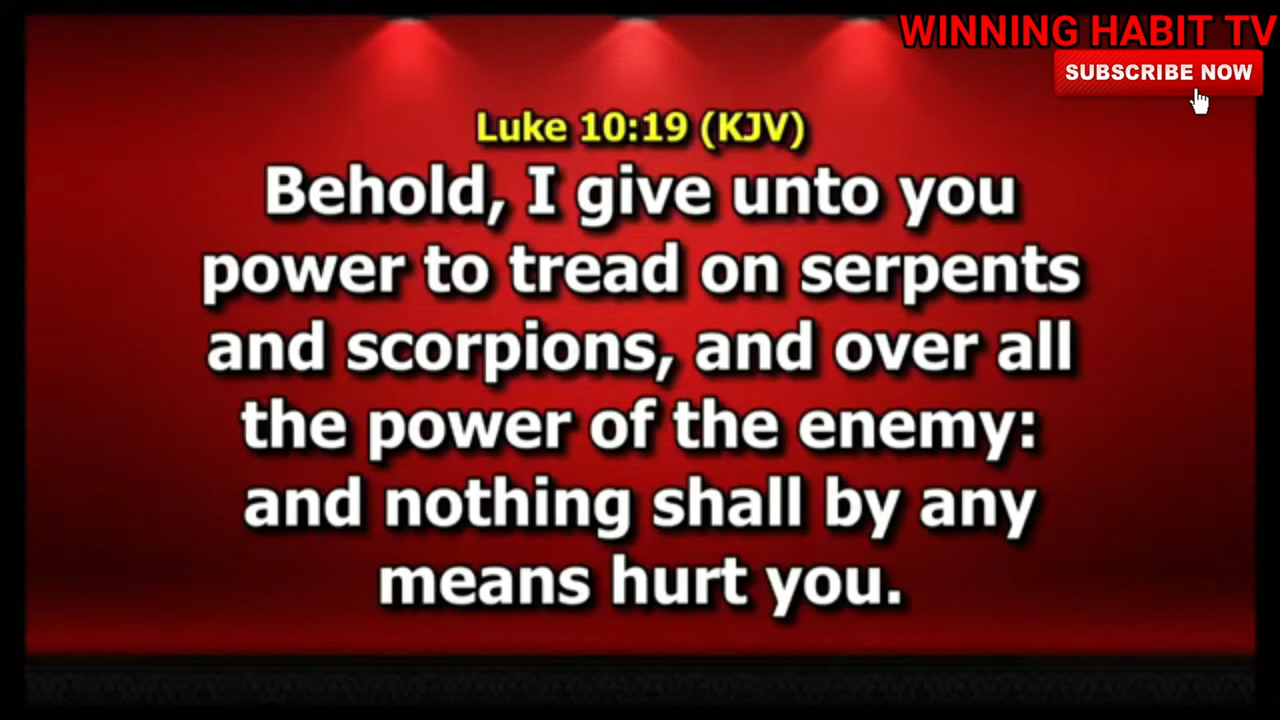 WINNING HABIT TV
SUBSCRIBE NOW
Luke 10:19 (KJV)
Behold, I give unto you
power to tread on serpents
and scorpions, and over all
the power of the enemy:
and nothing shall by any
means hurt you.